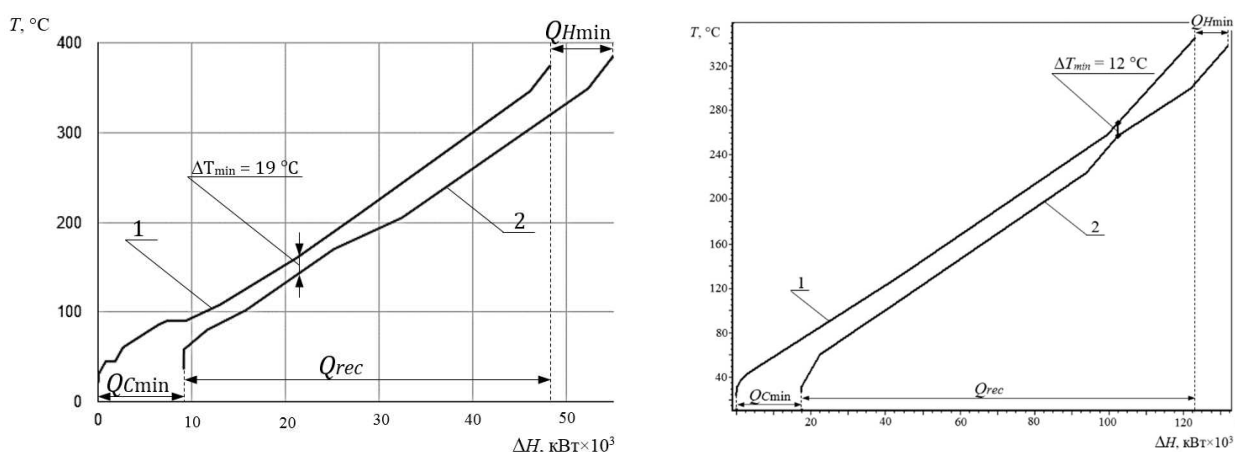 T, °C
400
300
200
100
0
QHmin
ΔTmin = 19 °C
1
2
Qrec
QCmin
0 10 20 30 40 50
ΔH, кВт×10³
T, °C
320
280
240
200
160
120
80
40
QHmin
ΔTmin = 12 °C
1
2
QCmin
Qrec
0 20 40 60 80 100 120
ΔH, кВт×10³